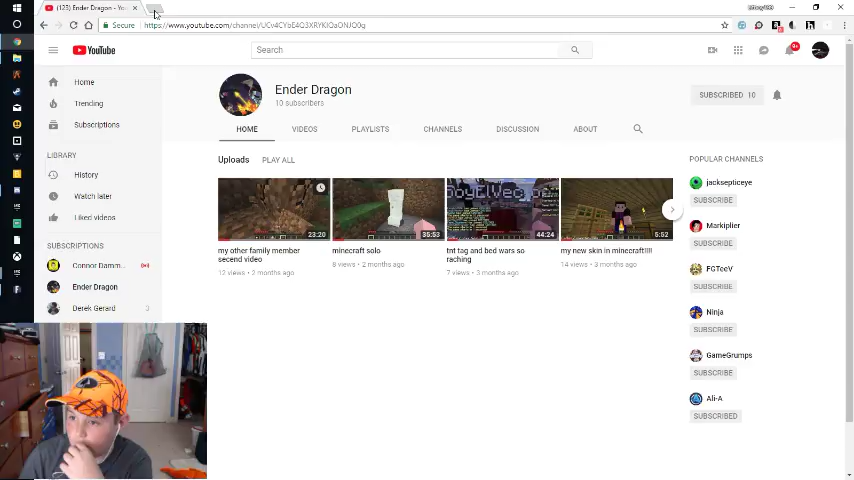 (123) Ender Dragon - You
Secure
https://www.youtube.com/channel/UCv4CYbE4Q3XRYKlQaONJO0g
YouTube
Search
9+
Home
Trending
Subscriptions
LIBRARY
History
Watch later
Liked videos
SUBSCRIPTIONS
Connor Damm...
Ender Dragon
Derek Gerard
3
Ender Dragon
10 subscribers
SUBSCRIBED 10
HOME
VIDEOS
PLAYLISTS
CHANNELS
DISCUSSION
ABOUT
Uploads
PLAY ALL
23:20
my other family member
secend video
12 views • 2 months ago
35:53
minecraft solo
8 views • 2 months ago
44:24
tnt tag and bed wars so
raching
7 views • 3 months ago
5:52
my new skin in minecraft!!!!
14 views • 3 months ago
POPULAR CHANNELS
jacksepticeye
SUBSCRIBE
Markiplier
SUBSCRIBE
FGTeeV
SUBSCRIBE
Ninja
SUBSCRIBE
GameGrumps
SUBSCRIBE
Ali-A
SUBSCRIBED